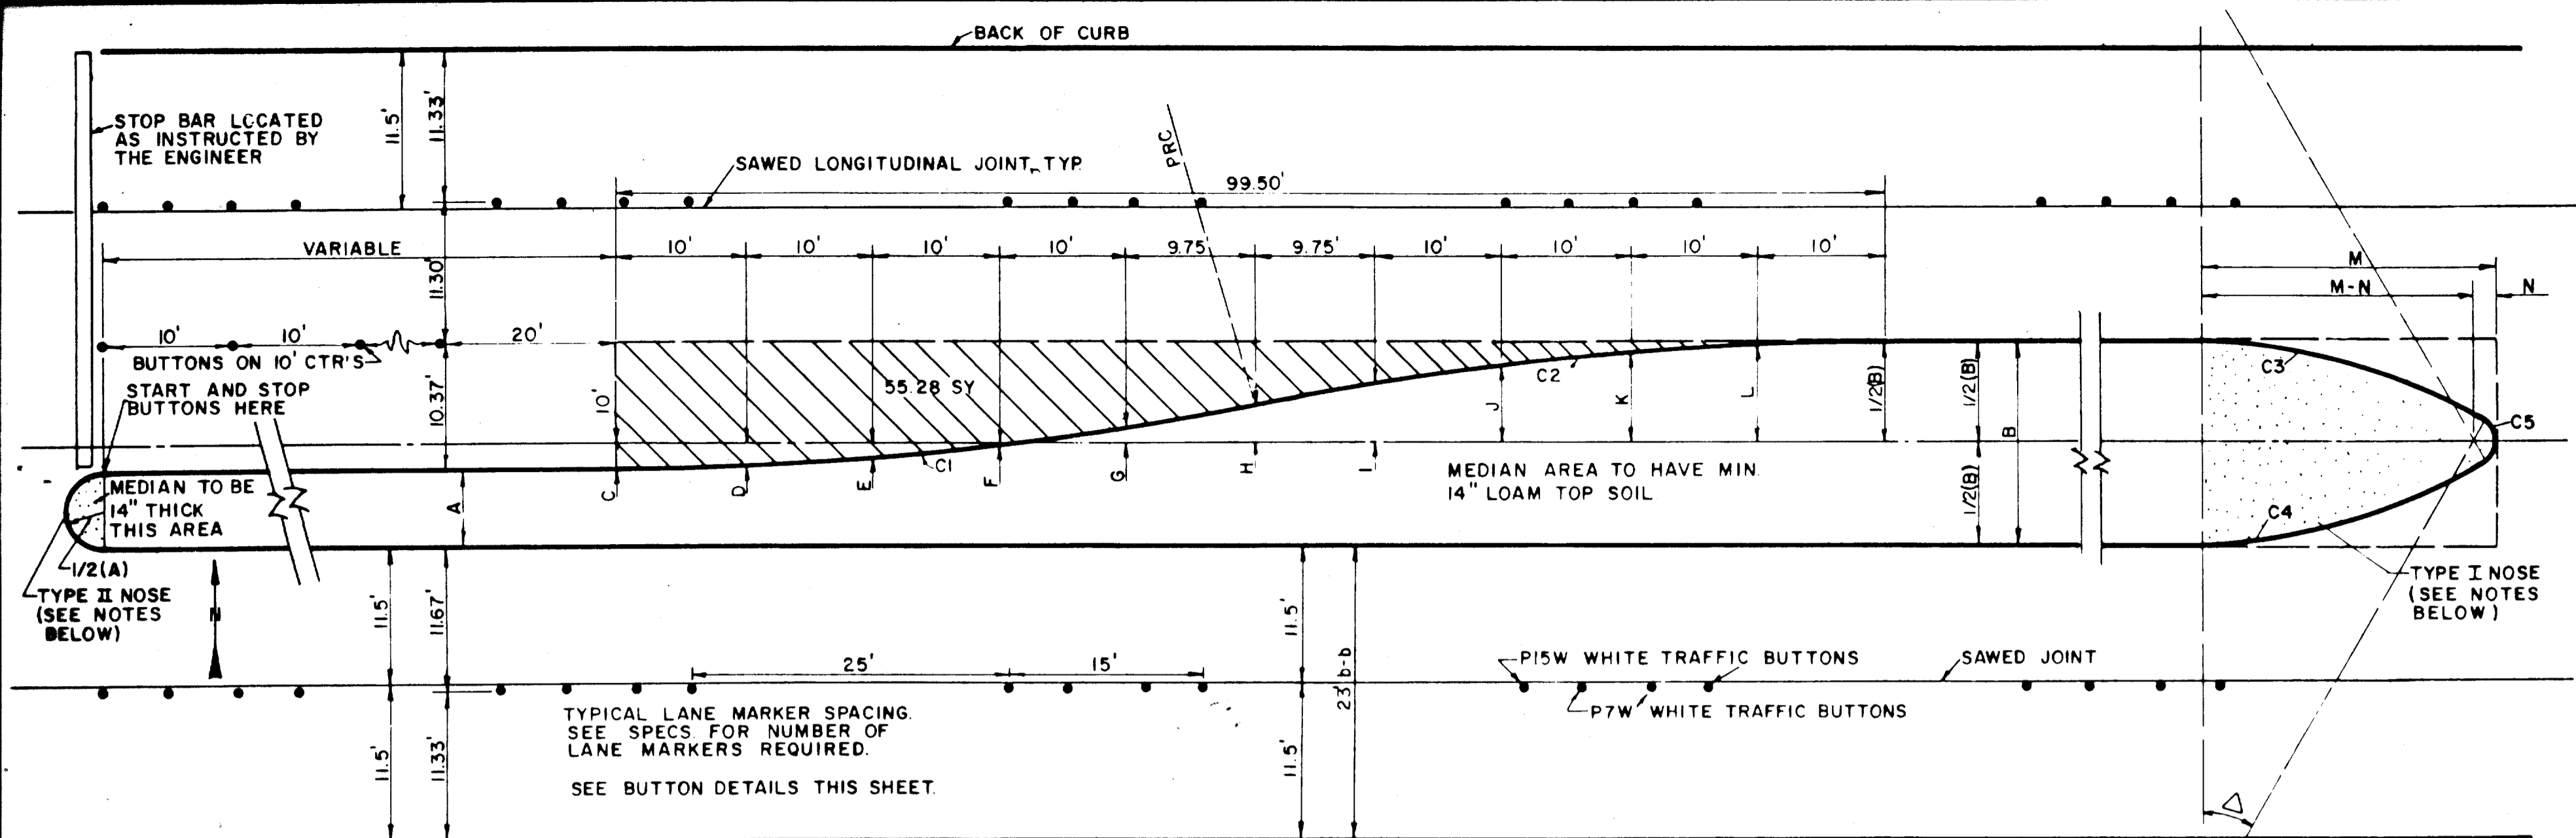 BACK OF CURB
STOP BAR LOCATED
AS INSTRUCTED BY
THE ENGINEER
11.5'
11.33'
SAWED LONGITUDINAL JOINT, TYP.
PRC
99.50'
VARIABLE
10'
10'
10'
10'
9.75'
9.75'
10'
10'
10'
10'
M
M-N
N
11.30'
10'
10'
20'
BUTTONS ON 10' CTR'S
START AND STOP
BUTTONS HERE
10.37'
10'
55.28 SY
C1
C2
C3
C4
C5
C
D
E
F
G
H
I
J
K
L
1/2(B)
1/2(B)
1/2(B)
B
A
MEDIAN TO BE
14" THICK
THIS AREA
MEDIAN AREA TO HAVE MIN.
14" LOAM TOP SOIL
1/2(A)
TYPE II NOSE
(SEE NOTES
BELOW)
N
TYPE I NOSE
(SEE NOTES
BELOW)
11.5'
11.67'
11.5'
23' b-b
25'
15'
P15W WHITE TRAFFIC BUTTONS
SAWED JOINT
P7W WHITE TRAFFIC BUTTONS
TYPICAL LANE MARKER SPACING.
SEE SPECS. FOR NUMBER OF
LANE MARKERS REQUIRED.
SEE BUTTON DETAILS THIS SHEET.
11.5'
11.33'
11.5'
Δ